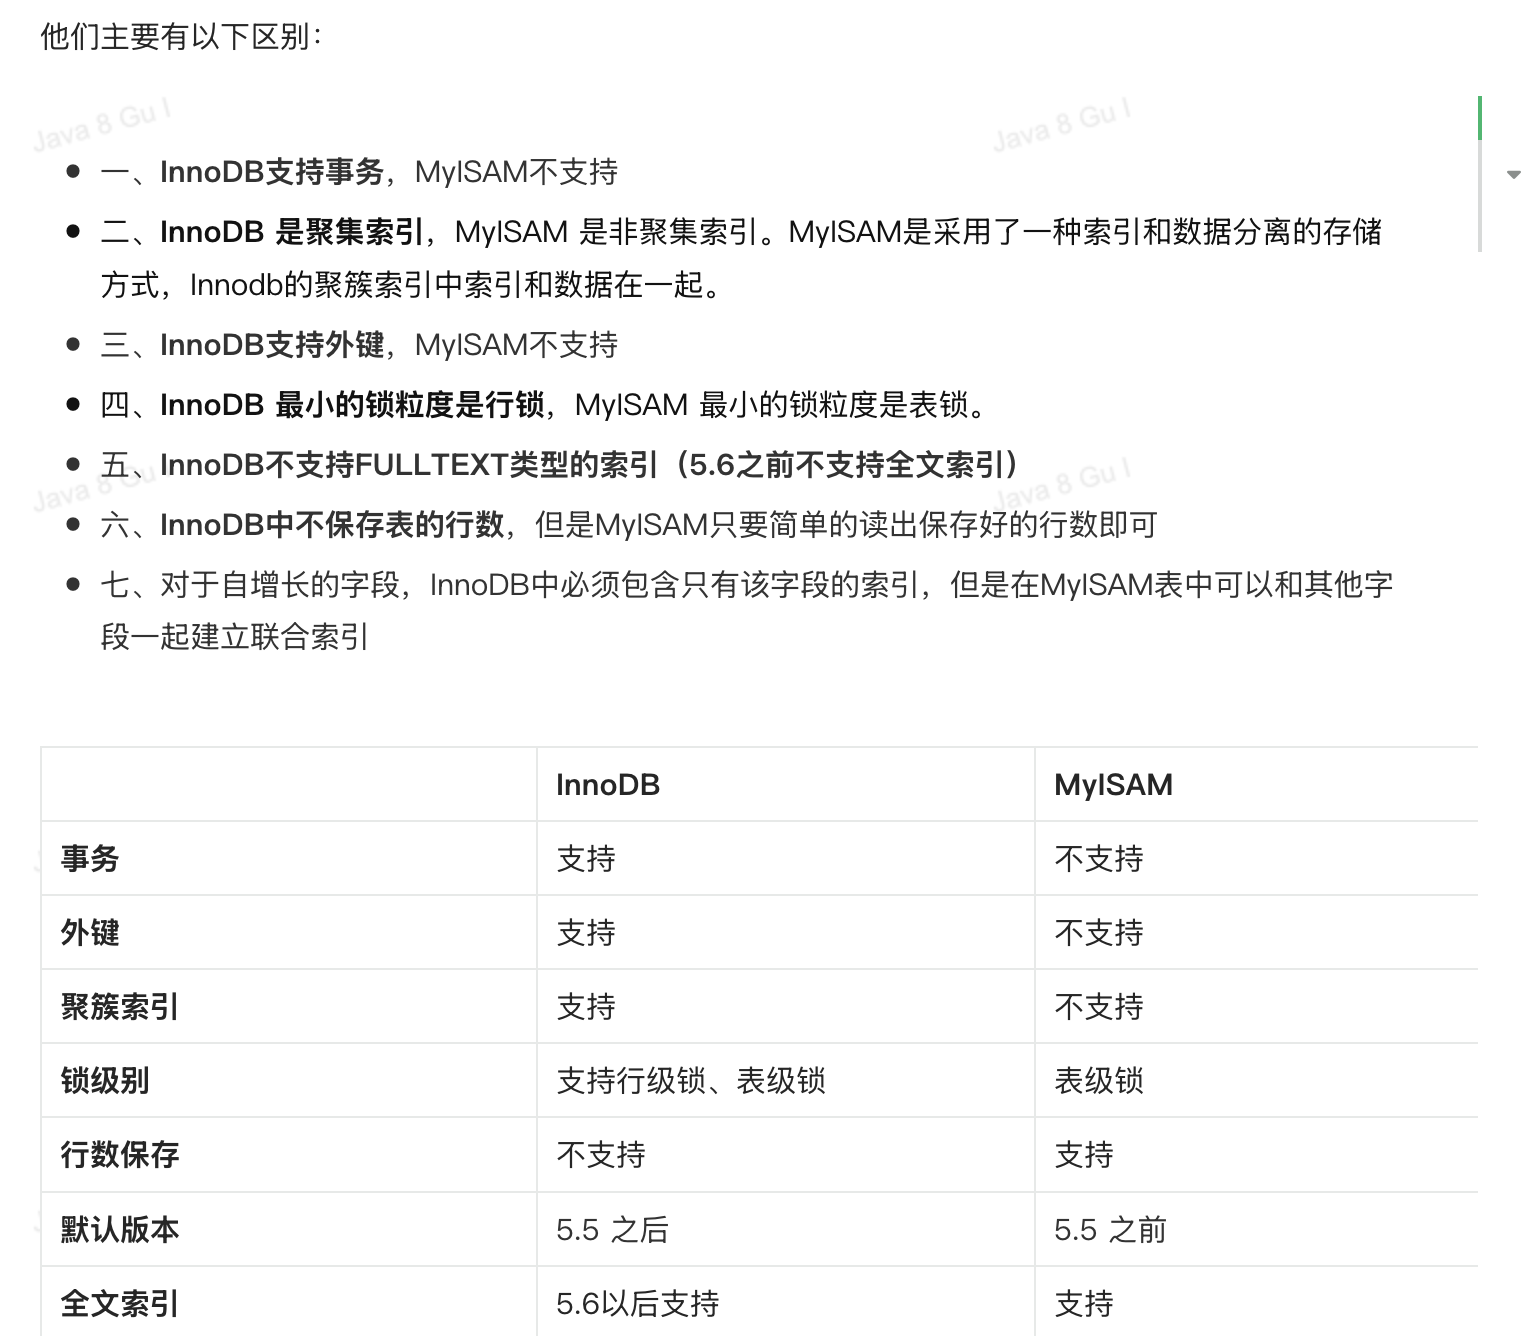 他们主要有以下区别：
Java 8 Gu I
Java 8 Gu I
一、InnoDB支持事务，MyISAM不支持
二、InnoDB 是聚集索引，MyISAM 是非聚集索引。MyISAM是采用了一种索引和数据分离的存储
方式，Innodb的聚簇索引中索引和数据在一起。
三、InnoDB支持外键，MyISAM不支持
四、InnoDB 最小的锁粒度是行锁，MyISAM 最小的锁粒度是表锁。
五、InnoDB不支持FULLTEXT类型的索引（5.6之前不支持全文索引）
Java 8 Gu
Java 8 Gu I
六、InnoDB中不保存表的行数，但是MyISAM只要简单的读出保存好的行数即可
七、对于自增长的字段，InnoDB中必须包含只有该字段的索引，但是在MyISAM表中可以和其他字
段一起建立联合索引
InnoDB MyISAM
事务 支持 不支持
外键 支持 不支持
聚簇索引 支持 不支持
锁级别 支持行级锁、表级锁 表级锁
行数保存 不支持 支持
默认版本 5.5 之后 5.5 之前
全文索引 5.6以后支持 支持